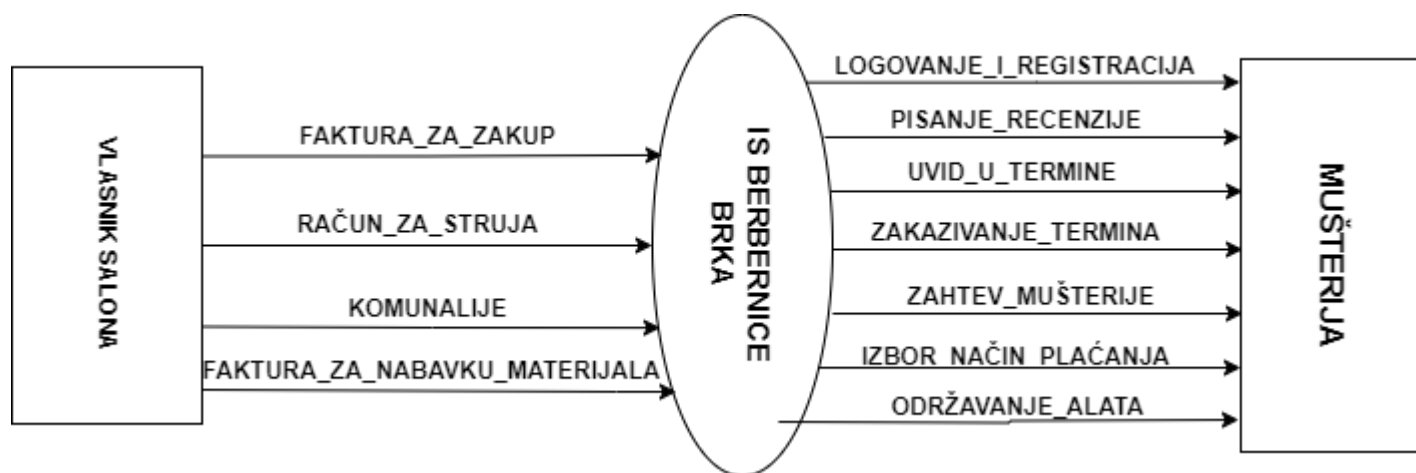 VLASNIK SALONA
FAKTURA_ZA_ZAKUP
RAČUN_ZA_STRUJA
KOMUNALIJE
FAKTURA_ZA_NABAVKU_MATERIJALA
IS BERBERNICE
BRKA
LOGOVANJE_I_REGISTRACIJA
PISANJE_RECENZIJE
UVID_U_TERMINE
ZAKAZIVANJE_TERMINA
ZAHTEV_MUŠTERIJE
IZBOR_NAČIN_PLAĆANJA
ODRŽAVANJE_ALATA
MUŠTERIJA